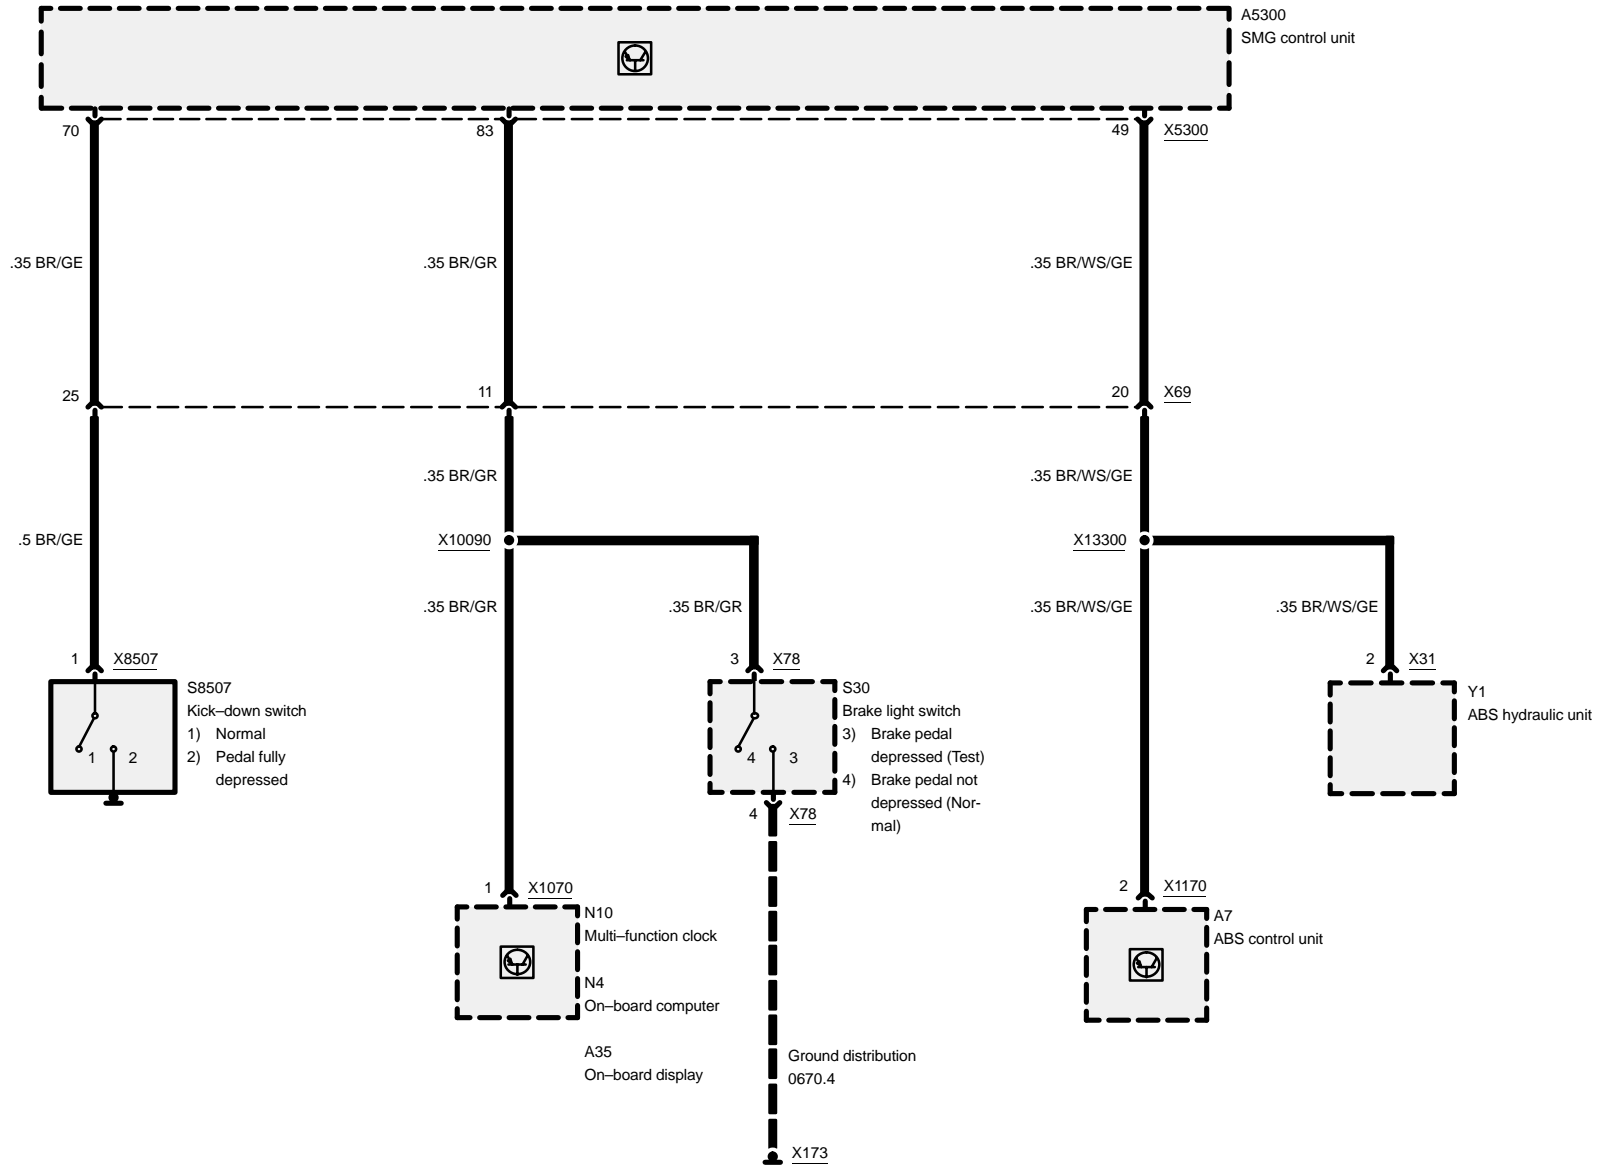 A5300
SMG control unit
70
83
49
X5300
.35 BR/GE
.35 BR/GR
.35 BR/WS/GE
25
11
20
X69
.35 BR/GR
.35 BR/WS/GE
.5 BR/GE
X10090
X13300
.35 BR/GR
.35 BR/GR
.35 BR/WS/GE
.35 BR/WS/GE
1
X8507
3
X78
2
X31
S8507
Kick–down switch
1) Normal
2) Pedal fully
depressed
1
2
S30
Brake light switch
3) Brake pedal
depressed (Test)
4) Brake pedal not
depressed (Nor-
mal)
4
3
Y1
ABS hydraulic unit
4
X78
1
X1070
2
X1170
N10
Multi–function clock
N4
On–board computer
A35
On–board display
A7
ABS control unit
Ground distribution
0670.4
X173